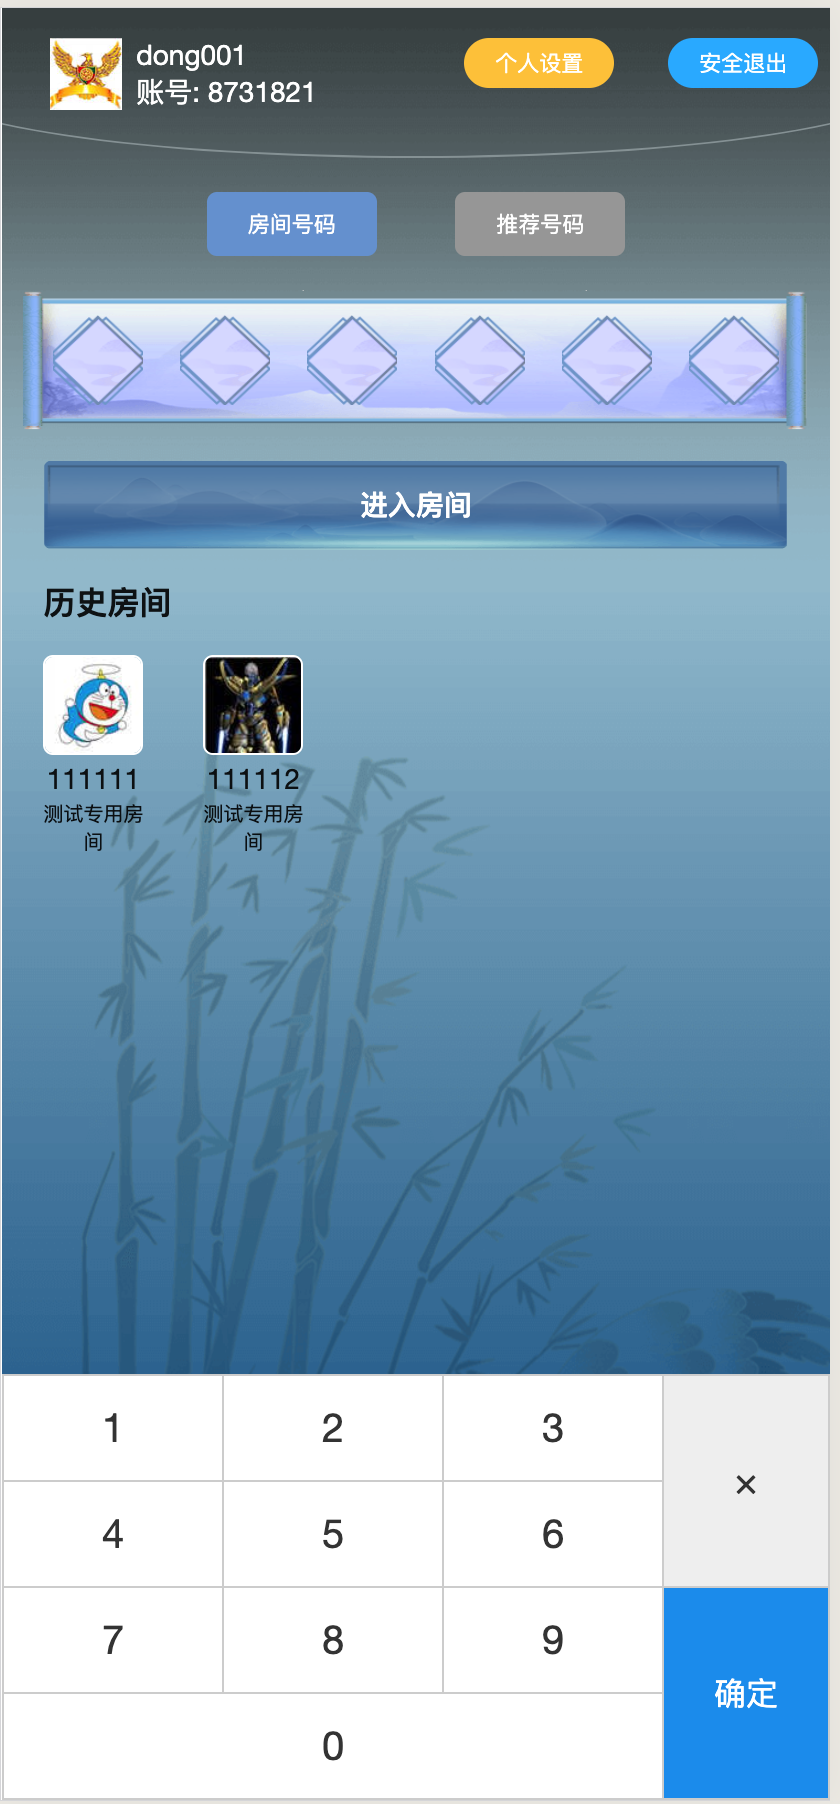 dong001
账号: 8731821
个人设置
安全退出
房间号码
推荐号码
进入房间
历史房间
111111
测试专用房
间
111112
测试专用房
间
1
2
3
×
4
5
6
7
8
9
确定
0